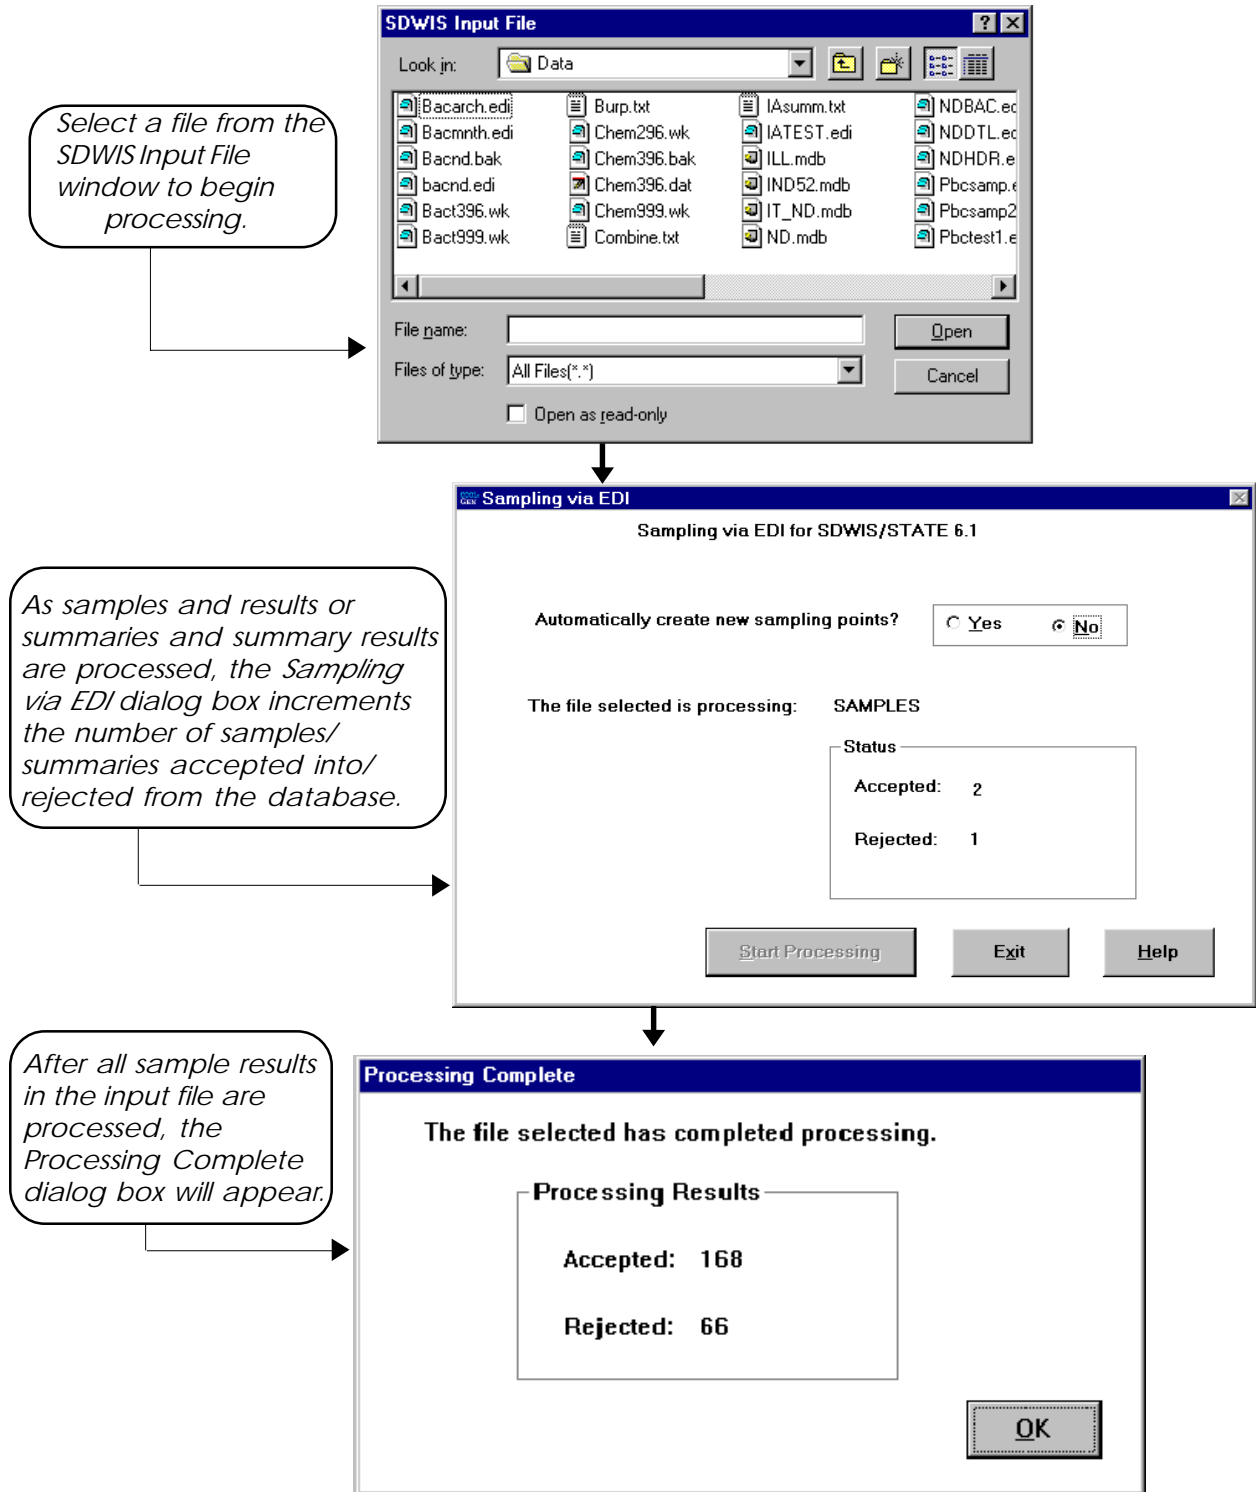 SDWIS Input File
Look in:
Data
Bacarch.edi
Bacmnth.edi
Bacnd.bak
bacnd.edi
Bact396.wk
Bact999.wk
Burp.txt
Chem296.wk
Chem396.bak
Chem396.dat
Chem999.wk
Combine.txt
IAsumm.txt
IATEST.edi
ILL.mdb
IND52.mdb
IT_ND.mdb
ND.mdb
NDBAC.ed
NDDTL.ed
NDHDR.e
Pbcsamp.e
Pbcsamp2
Pbctest1.e
File name:
Open
Files of type:
All Files(*.*)
Cancel
Open as read-only
Select a file from the
SDWIS Input File
window to begin
processing.
Sampling via EDI
Sampling via EDI for SDWIS/STATE 6.1
Automatically create new sampling points?
Yes
No
The file selected is processing: SAMPLES
Status
Accepted: 2
Rejected: 1
Start Processing
Exit
Help
As samples and results or
summaries and summary results
are processed, the Sampling
via EDI dialog box increments
the number of samples/
summaries accepted into/
rejected from the database.
Processing Complete
The file selected has completed processing.
Processing Results
Accepted: 168
Rejected: 66
OK
After all sample results
in the input file are
processed, the
Processing Complete
dialog box will appear.